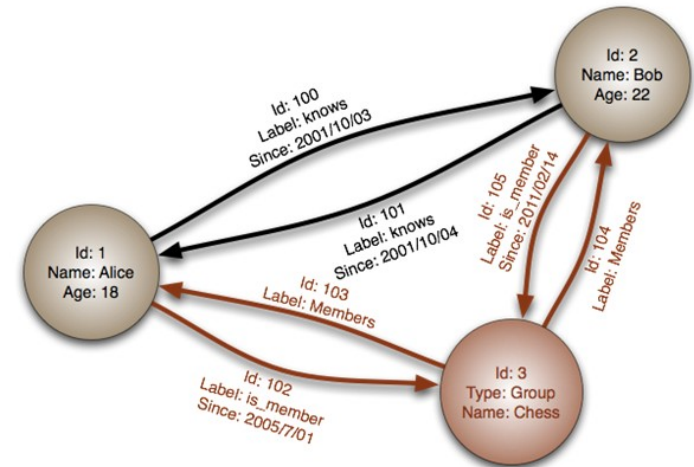 Id: 2
Name: Bob
Age: 22
Id: 100
Label: knows
Since: 2001/10/03
Id: 101
Label: knows
Since: 2001/10/04
Id: 105
Label: is_member
Since: 2011/02/14
Id: 104
Label: Members
Id: 1
Name: Alice
Age: 18
Id: 103
Label: Members
Id: 102
Label: is_member
Since: 2005/7/01
Id: 3
Type: Group
Name: Chess